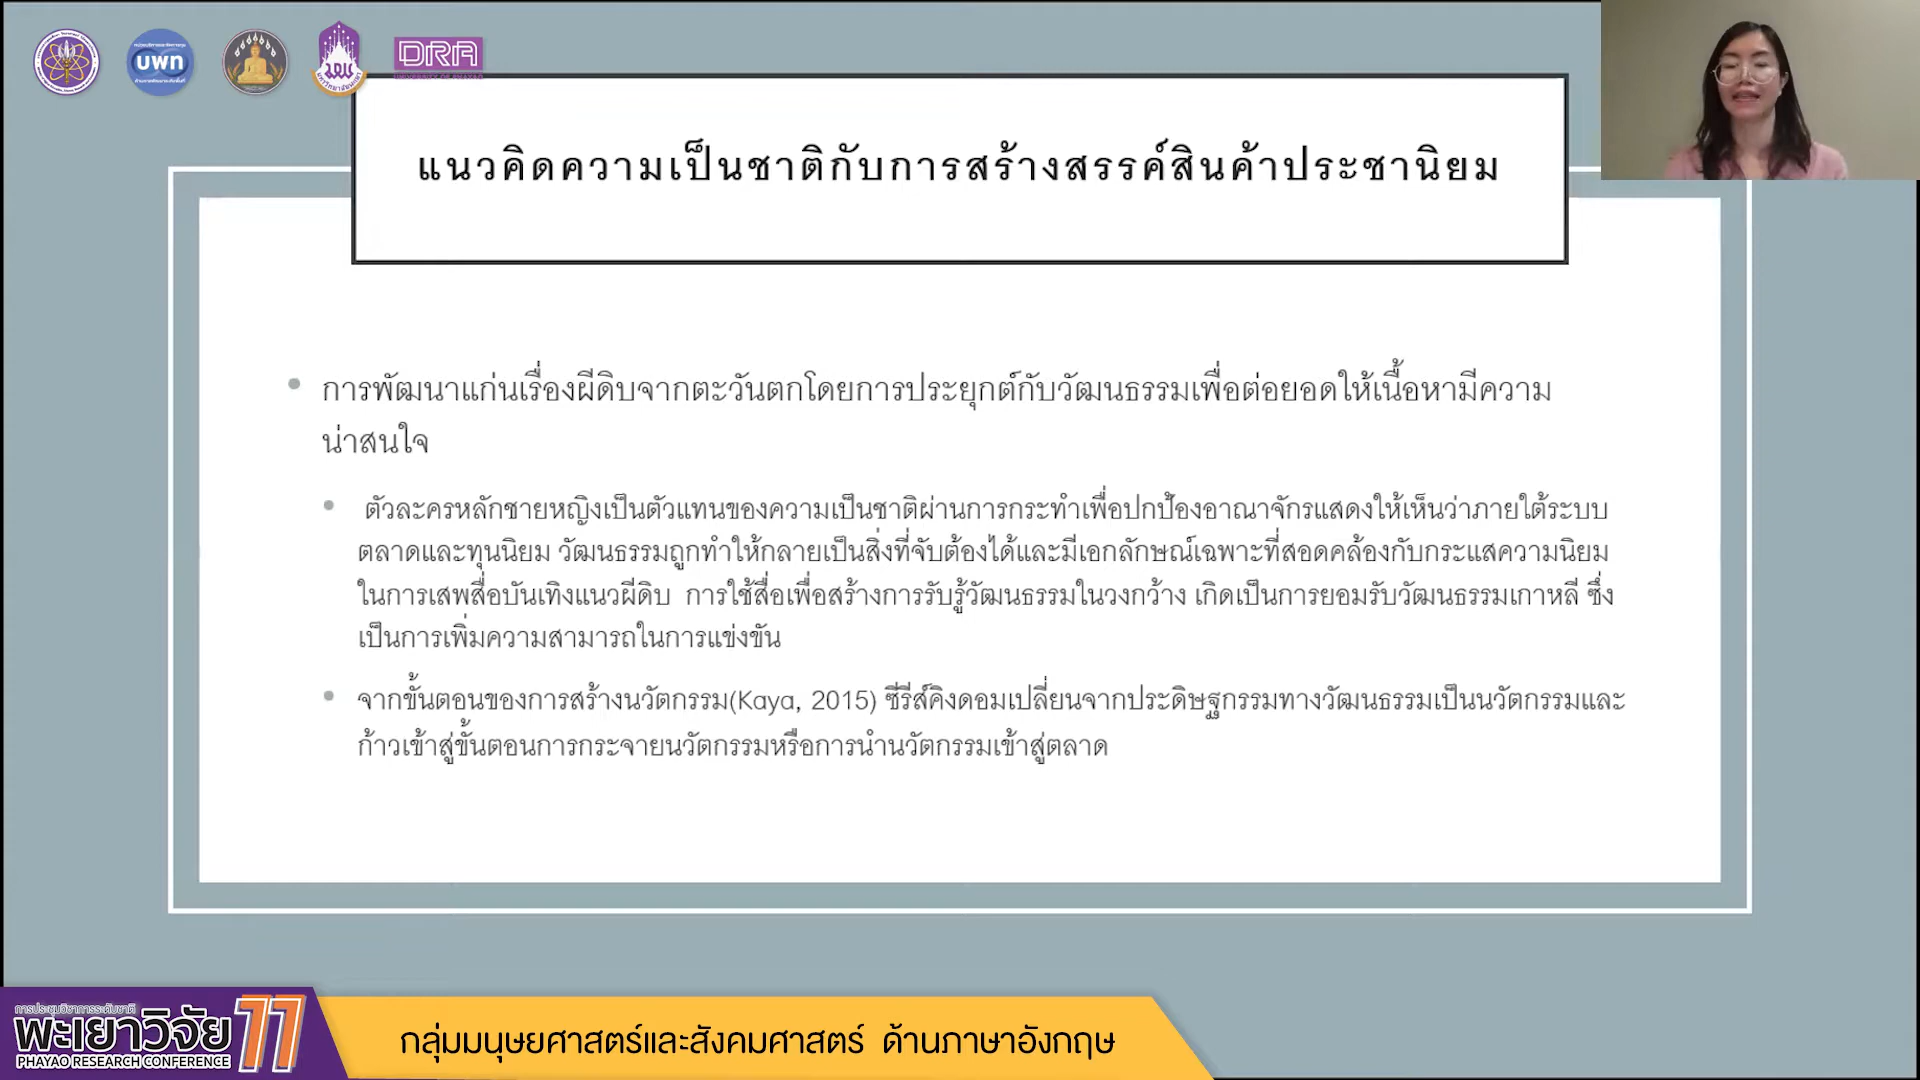 บพท
DRA
UNIVERSITY OF PHAYAO
แนวคิดความเป็นชาติกับการสร้างสรรค์สินค้าประชานิยม
การพัฒนาแก่นเรื่องผีดิบจากตะวันตกโดยการประยุกต์กับวัฒนธรรมเพื่อต่อยอดให้เนื้อหามีความ
น่าสนใจ
ตัวละครหลักชายหญิงเป็นตัวแทนของความเป็นชาติผ่านการกระทำเพื่อปกป้องอาณาจักรแสดงให้เห็นว่าภายใต้ระบบ
ตลาดและทุนนิยม วัฒนธรรมถูกทำให้กลายเป็นสิ่งที่จับต้องได้และมีเอกลักษณ์เฉพาะที่สอดคล้องกับกระแสความนิยม
ในการเสพสื่อบันเทิงแนวผีดิบ การใช้สื่อเพื่อสร้างการรับรู้วัฒนธรรมในวงกว้าง เกิดเป็นการยอมรับวัฒนธรรมเกาหลี ซึ่ง
เป็นการเพิ่มความสามารถในการแข่งขัน
จากขั้นตอนของการสร้างนวัตกรรม(Kaya, 2015) ซี่รีส์คิงดอมเปลี่ยนจากประดิษฐกรรมทางวัฒนธรรมเป็นนวัตกรรมและ
ก้าวเข้าสู่ขั้นตอนการกระจายนวัตกรรมหรือการนำนวัตกรรมเข้าสู่ตลาด
การประชุมวิชาการระดับชาติ
พะเยาวิจัย 11
PHAYAO RESEARCH CONFERENCE
กลุ่มมนุษยศาสตร์และสังคมศาสตร์ ด้านภาษาอังกฤษ